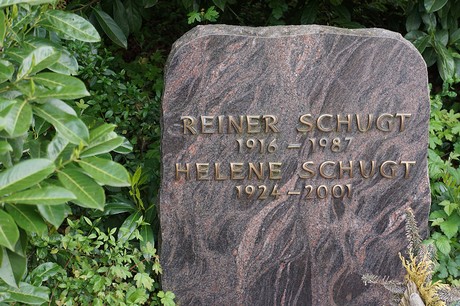 REINER SCHUGT
1916 – 1987
HELENE SCHUGT
1924 – 2001